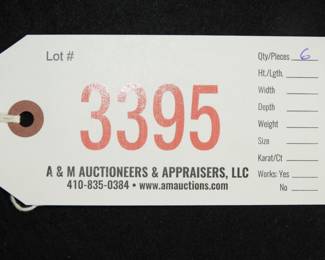 Lot #
3395
A & M AUCTIONEERS & APPRAISERS, LLC
410-835-0384 • www.amauctions.com
Qty/Pieces 6
Ht./Lgth.
Width
Depth
Weight
Size
Karat/Ct
Works: Yes
No